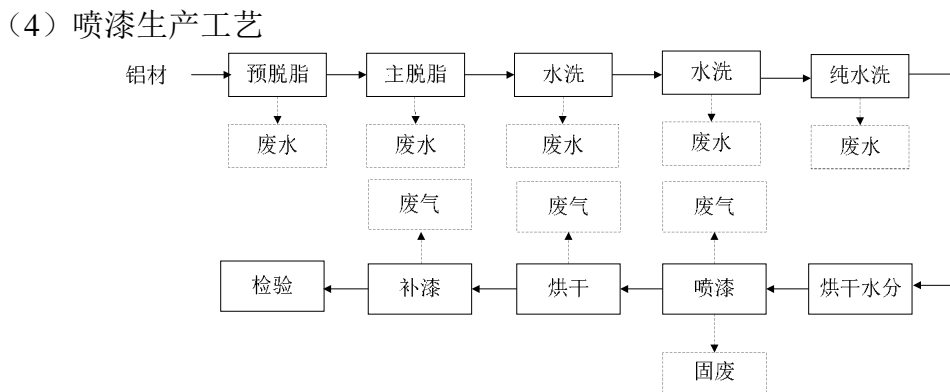 （4）喷漆生产工艺
铝材 预脱脂 主脱脂 水洗 水洗 纯水洗
废水 废水 废水 废水 废水
废气 废气 废气
检验 补漆 烘干 喷漆 烘干水分
固废